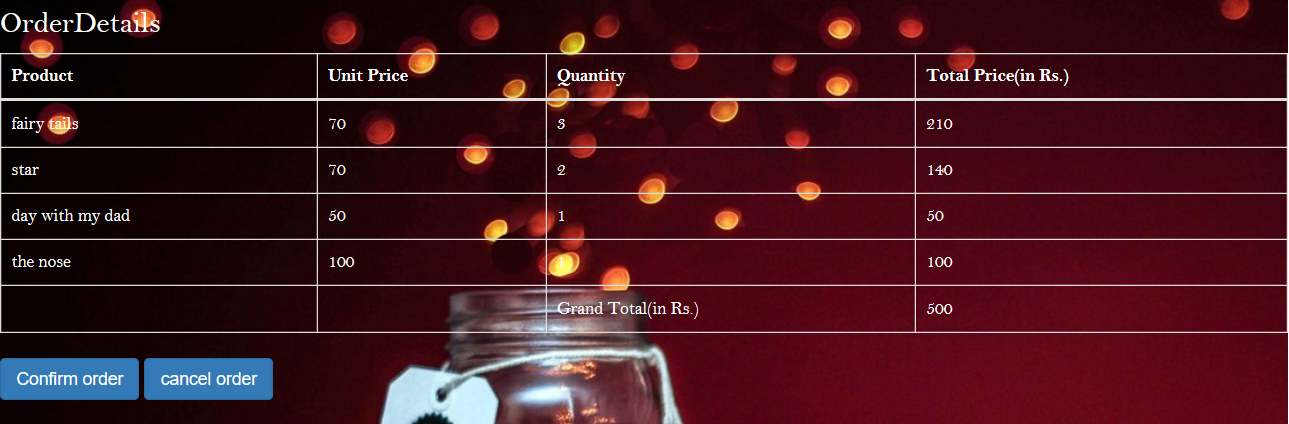 OrderDetails
Product Unit Price Quantity Total Price(in Rs.)
fairy tails 70 3 210
star 70 2 140
day with my dad 50 1 50
the nose 100 1 100
Grand Total(in Rs.) 500
Confirm order cancel order